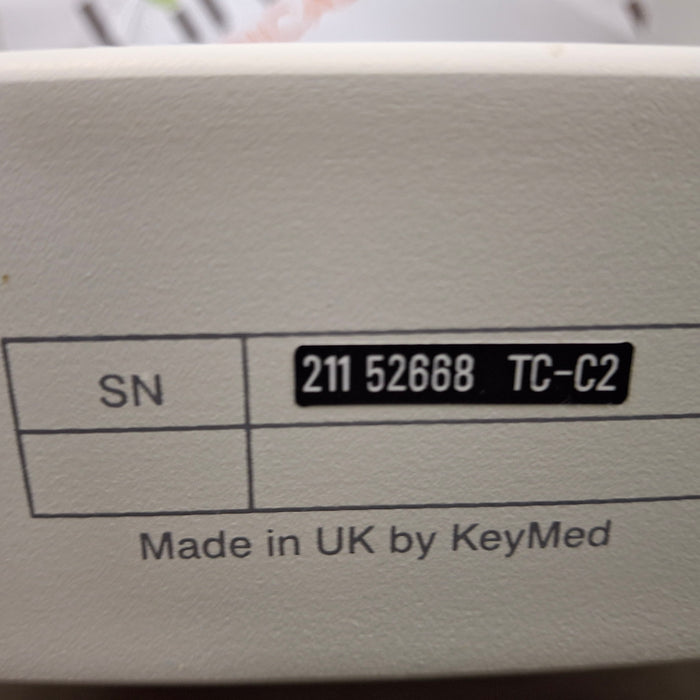 SN 211 52668 TC-C2
Made in UK by KeyMed